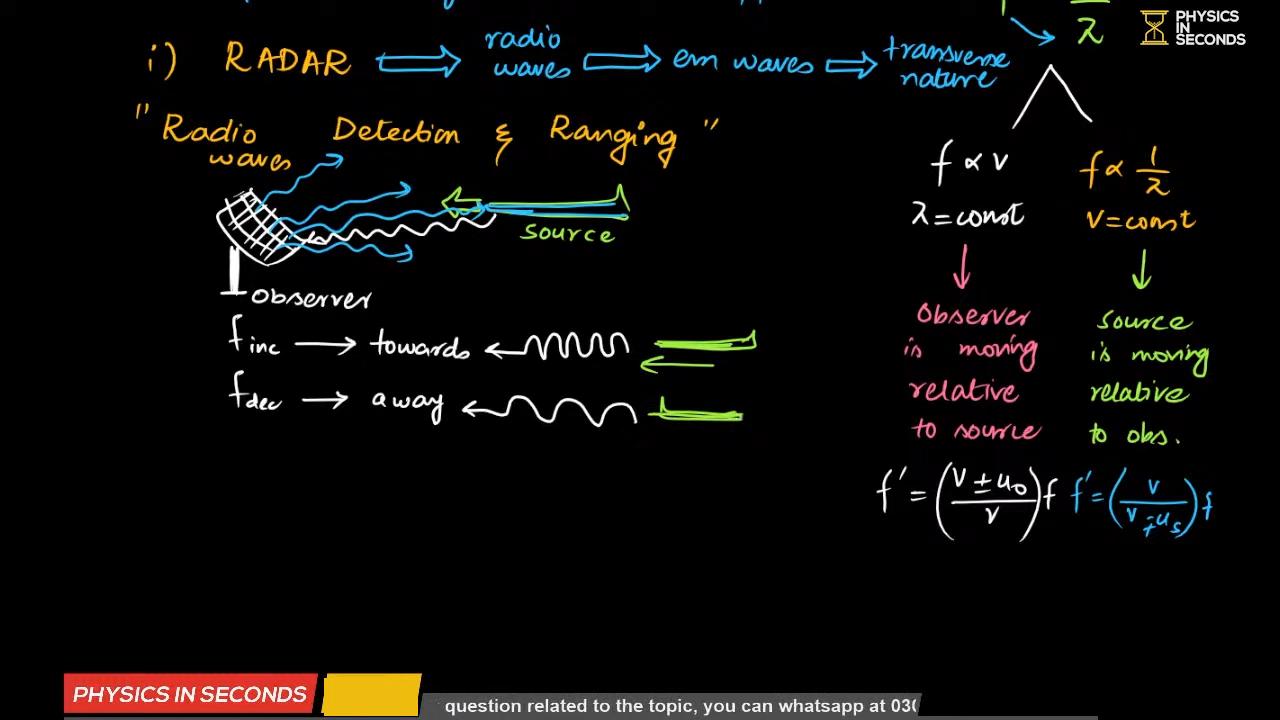 λ
PHYSICS
IN
SECONDS
i) RADAR ⟹ radio waves ⟹ em waves ⟹ transverse nature
" Radio waves Detection & Ranging "
source
observer
f inc ⟶ towards
f dec ⟶ away
f ∝ v
λ = const
Observer
is moving
relative
to source
f' = (v ± u₀ / v) f
f ∝ 1/λ
v = const
source
is moving
relative
to obs.
f' = (v / v ∓ uₛ) f
PHYSICS IN SECONDS
question related to the topic, you can whatsapp at 030